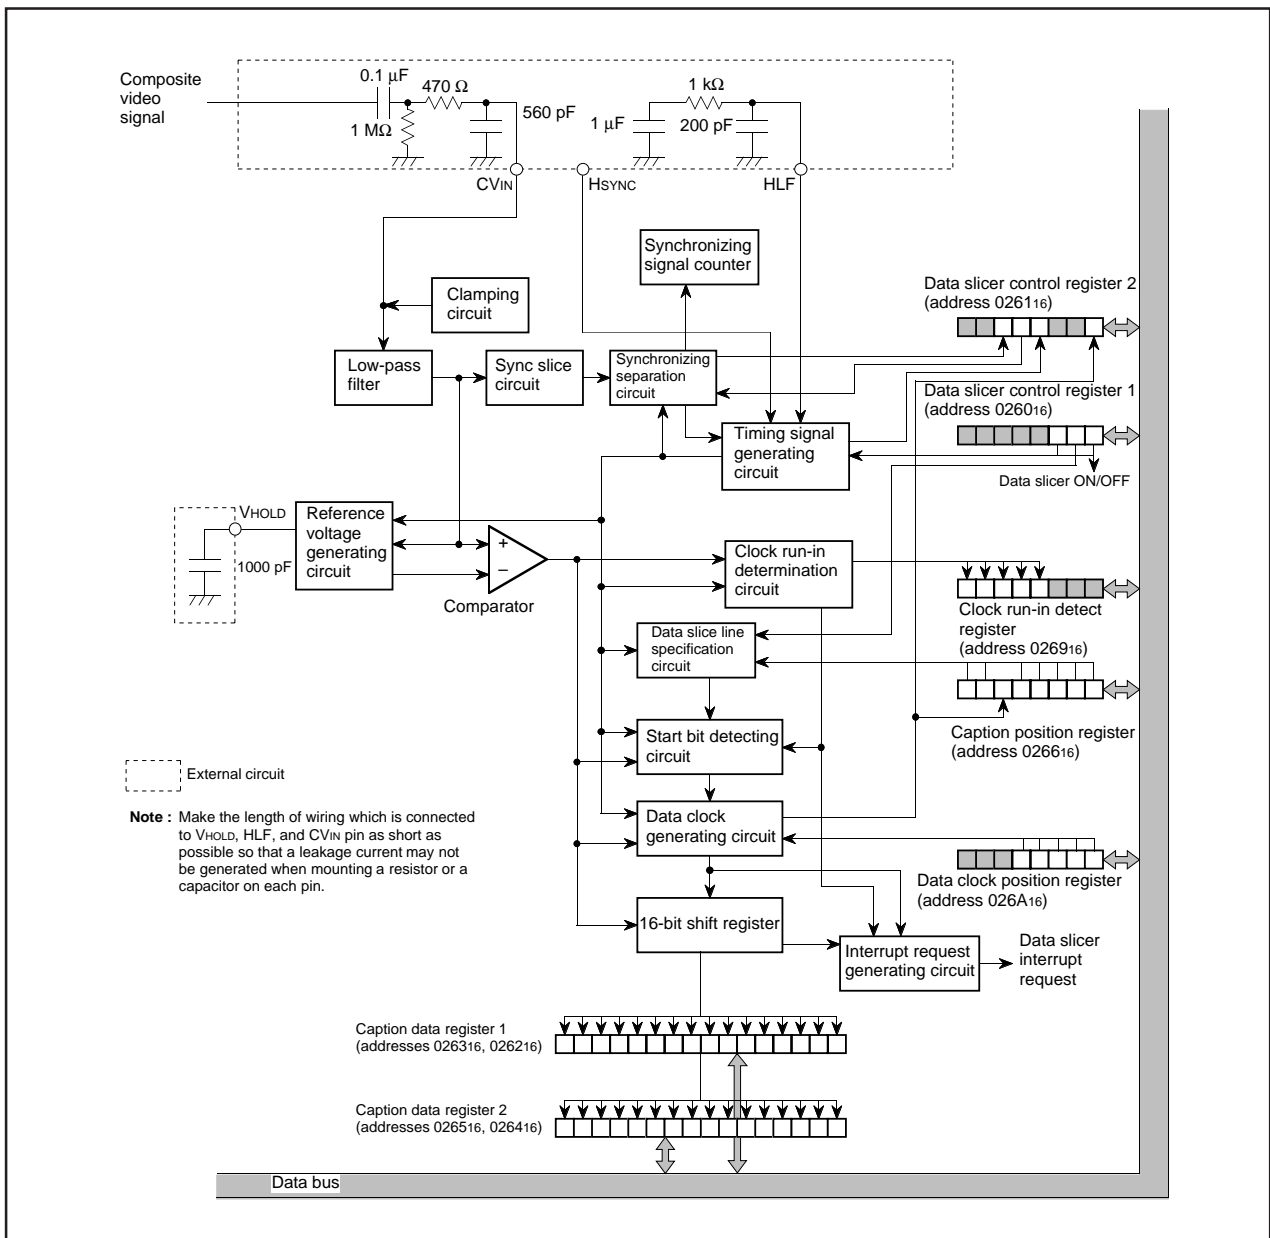 Composite
video
signal
0.1 µF
470 Ω
1 MΩ
560 pF
1 kΩ
1 µF
200 pF
CVIN
HSYNC
HLF
Synchronizing
signal counter
Clamping
circuit
Low-pass
filter
Sync slice
circuit
Synchronizing
separation
circuit
Timing signal
generating
circuit
Data slicer control register 2
(address 026116)
Data slicer control register 1
(address 026016)
Data slicer ON/OFF
VHOLD
1000 pF
Reference
voltage
generating
circuit
+
−
Comparator
Clock run-in
determination
circuit
Clock run-in detect
register
(address 026916)
Data slice line
specification
circuit
Caption position register
(address 026616)
Start bit detecting
circuit
External circuit
Note : Make the length of wiring which is connected
to VHOLD, HLF, and CVIN pin as short as
possible so that a leakage current may not
be generated when mounting a resistor or a
capacitor on each pin.
Data clock
generating circuit
Data clock position register
(address 026A16)
16-bit shift register
Interrupt request
generating circuit
Data slicer
interrupt
request
Caption data register 1
(addresses 026316, 026216)
Caption data register 2
(addresses 026516, 026416)
Data bus